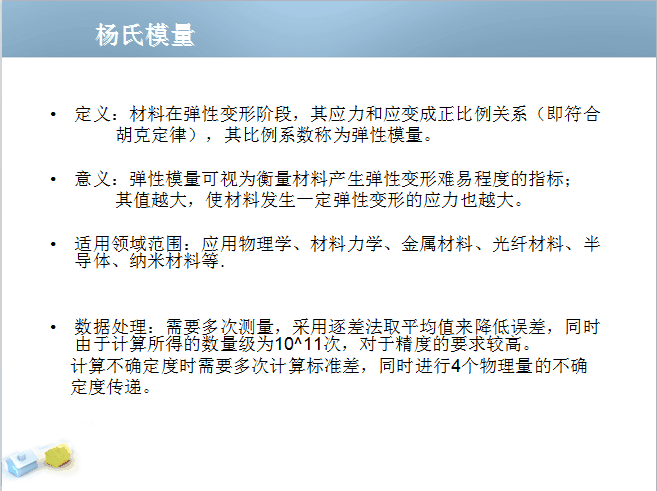 杨氏模量
• 定义：材料在弹性变形阶段，其应力和应变成正比例关系（即符合
胡克定律），其比例系数称为弹性模量。
• 意义：弹性模量可视为衡量材料产生弹性变形难易程度的指标；
其值越大，使材料发生一定弹性变形的应力也越大。
• 适用领域范围：应用物理学、材料力学、金属材料、光纤材料、半
导体、纳米材料等.
• 数据处理：需要多次测量，采用逐差法取平均值来降低误差，同时
由于计算所得的数量级为10^11次，对于精度的要求较高。
计算不确定度时需要多次计算标准差，同时进行4个物理量的不确
定度传递。